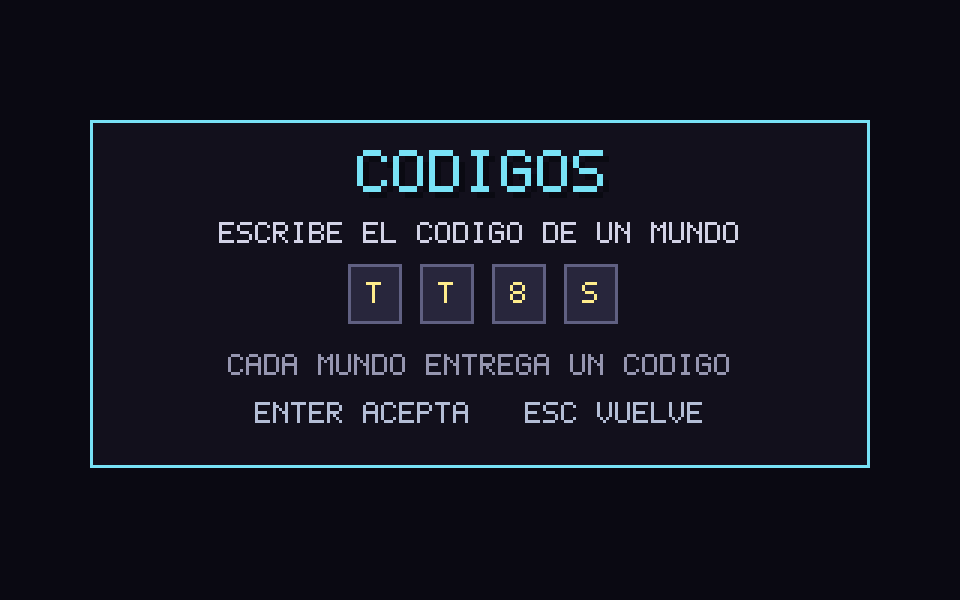 CODIGOS
ESCRIBE EL CODIGO DE UN MUNDO
T T 8 S
CADA MUNDO ENTREGA UN CODIGO
ENTER ACEPTA   ESC VUELVE